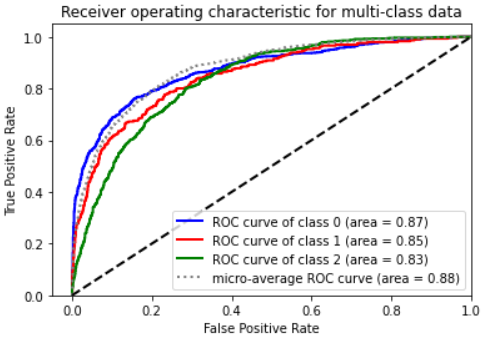 Receiver operating characteristic for multi-class data
True Positive Rate
1.0
0.8
0.6
0.4
0.2
0.0
ROC curve of class 0 (area = 0.87)
ROC curve of class 1 (area = 0.85)
ROC curve of class 2 (area = 0.83)
micro-average ROC curve (area = 0.88)
0.0 0.2 0.4 0.6 0.8 1.0
False Positive Rate